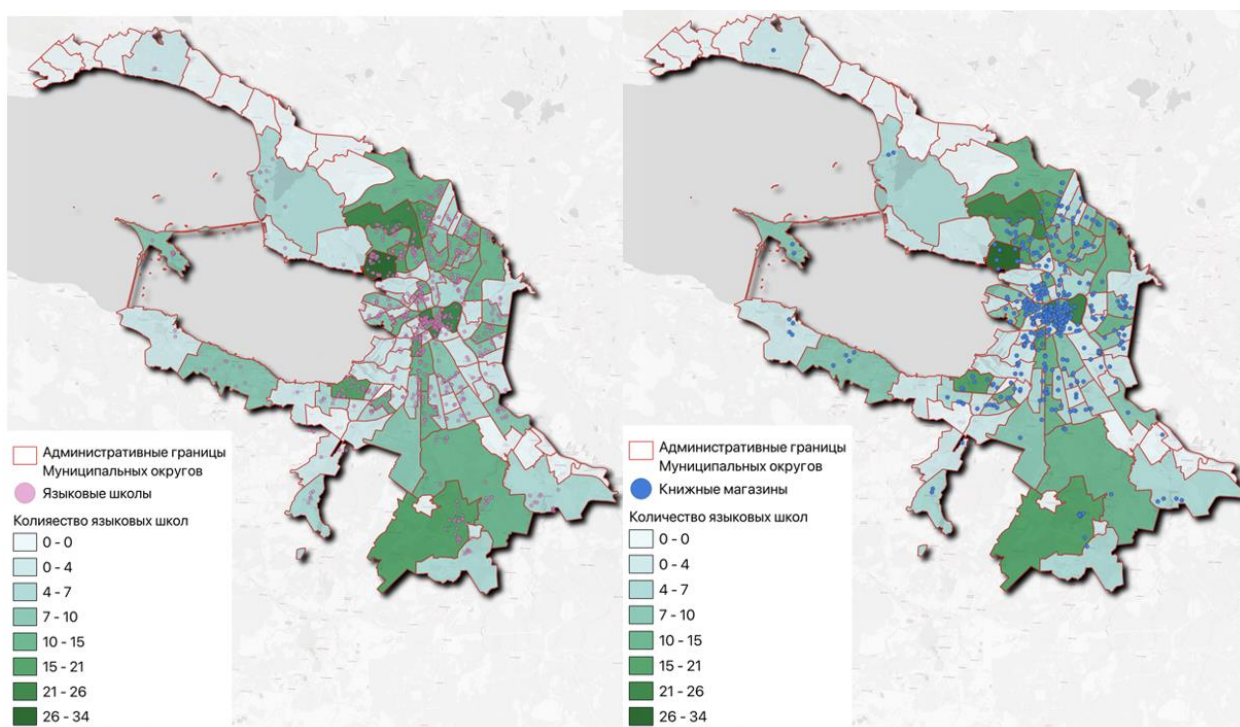 Административные границы
Муниципальных округов
Языковые школы
Колияество языковых школ
0 - 0
0 - 4
4 - 7
7 - 10
10 - 15
15 - 21
21 - 26
26 - 34
Административные границы
Муниципальных округов
Книжные магазины
Количество языковых школ
0 - 0
0 - 4
4 - 7
7 - 10
10 - 15
15 - 21
21 - 26
26 - 34